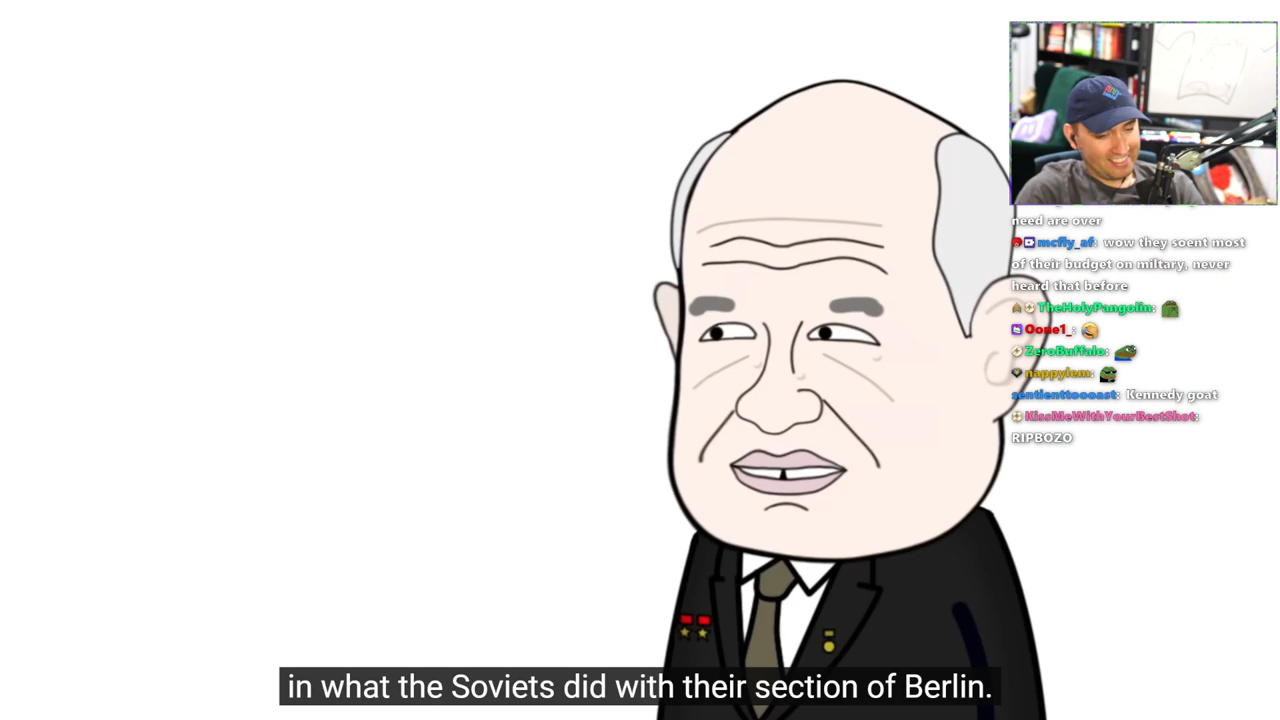 need are over
mcfly_af: wow they soent most
of their budget on miltary, never
heard that before
TheHolyPangolin:
Oone1_:
ZeroBuffalo:
nappylem:
sentienttoooast: Kennedy goat
KissMeWithYourBestShot:
RIPBOZO
in what the Soviets did with their section of Berlin.